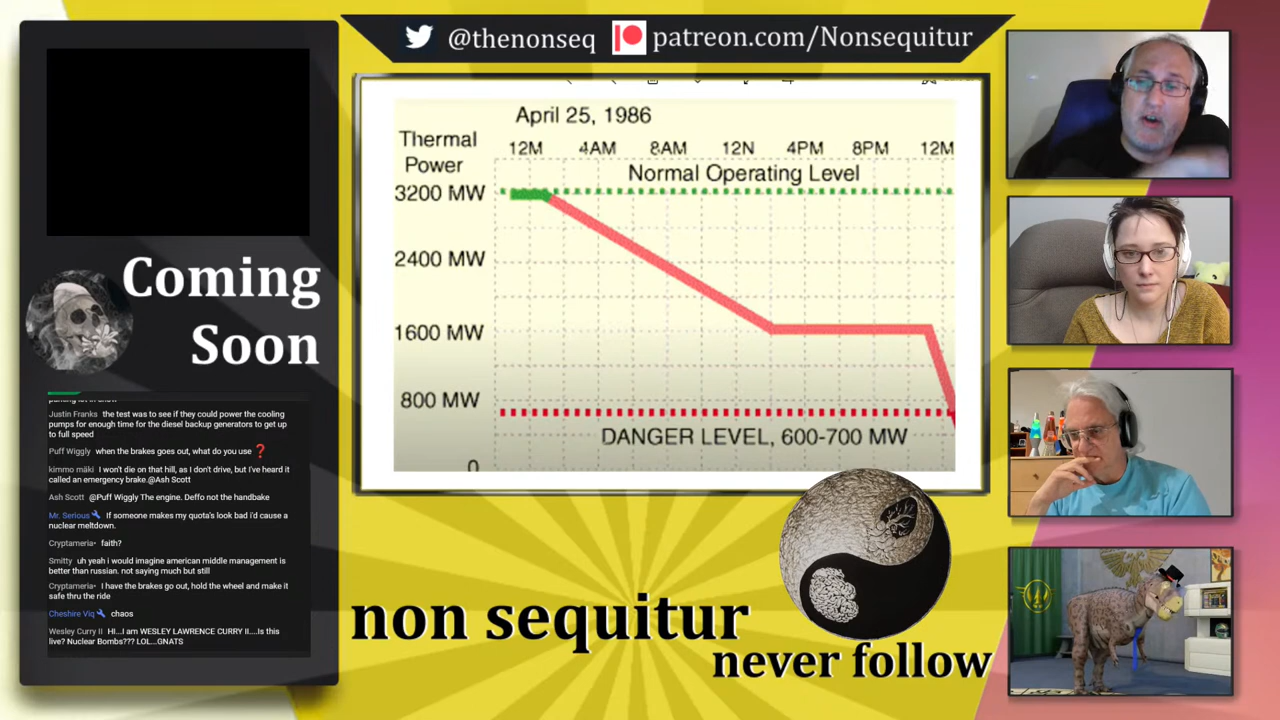 @thenonseq
patreon.com/Nonsequitur
Coming
Soon
Justin Franks the test was to see if they could power the cooling
pumps for enough time for the diesel backup generators to get up
to full speed
Puff Wiggly when the brakes goes out, what do you use ❓
kimmo mäki I won't die on that hill, as I don't drive, but I've heard it
called an emergency brake.@Ash Scott
Ash Scott @Puff Wiggly The engine. Deffo not the handbake
Mr. Serious If someone makes my quota's look bad i'd cause a
nuclear meltdown.
Cryptameria• faith?
Smitty uh yeah i would imagine american middle management is
better than russian. not saying much but still
Cryptameria• I have the brakes go out, hold the wheel and make it
safe thru the ride
Cheshire Viq chaos
Wesley Curry II HI...I am WESLEY LAWRENCE CURRY II....Is this
live? Nuclear Bombs??? LOL...GNATS
April 25, 1986
Thermal
Power
12M 4AM 8AM 12N 4PM 8PM 12M
Normal Operating Level
3200 MW
2400 MW
1600 MW
800 MW
DANGER LEVEL, 600-700 MW
0
non sequitur
never follow